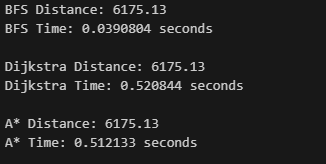 BFS Distance: 6175.13
BFS Time: 0.0390804 seconds
Dijkstra Distance: 6175.13
Dijkstra Time: 0.520844 seconds
A* Distance: 6175.13
A* Time: 0.512133 seconds